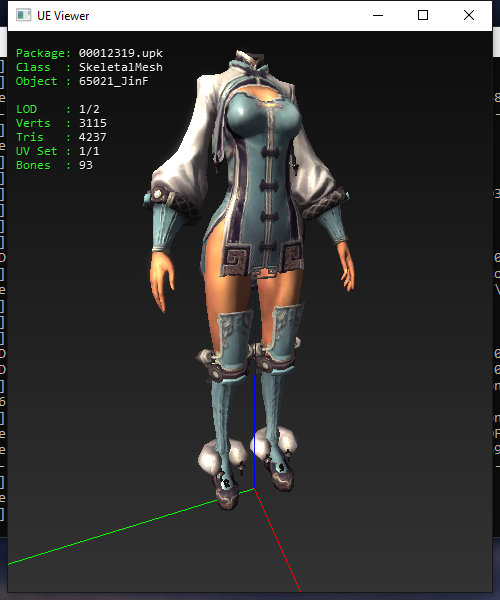 UE Viewer
Package: 00012319.upk
Class : SkeletalMesh
Object : 65021_JinF
LOD : 1/2
Verts : 3115
Tris : 4237
UV Set : 1/1
Bones : 93